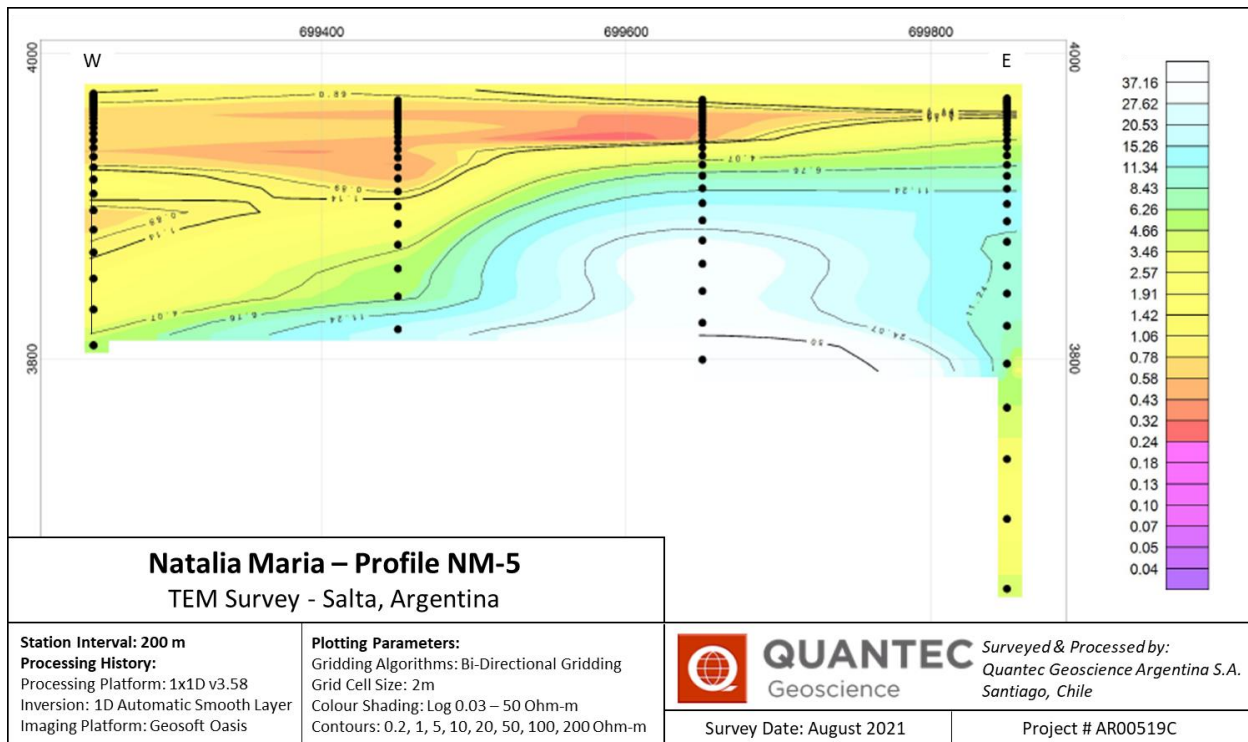 699400 699600 699800
4000 W E 4000
3800 3800
0.89
0.89
1.14
0.89
1.14
4.07
6.76
11.24
4.07
6.76
11.24
11.24
24.07
50
37.16
27.62
20.53
15.26
11.34
8.43
6.26
4.66
3.46
2.57
1.91
1.42
1.06
0.78
0.58
0.43
0.32
0.24
0.18
0.13
0.10
0.07
0.05
0.04
Natalia Maria – Profile NM-5
TEM Survey - Salta, Argentina
Station Interval: 200 m
Processing History:
Processing Platform: 1x1D v3.58
Inversion: 1D Automatic Smooth Layer
Imaging Platform: Geosoft Oasis
Plotting Parameters:
Gridding Algorithms: Bi-Directional Gridding
Grid Cell Size: 2m
Colour Shading: Log 0.03 – 50 Ohm-m
Contours: 0.2, 1, 5, 10, 20, 50, 100, 200 Ohm-m
QUANTEC
Geoscience
Surveyed & Processed by:
Quantec Geoscience Argentina S.A.
Santiago, Chile
Survey Date: August 2021
Project # AR00519C